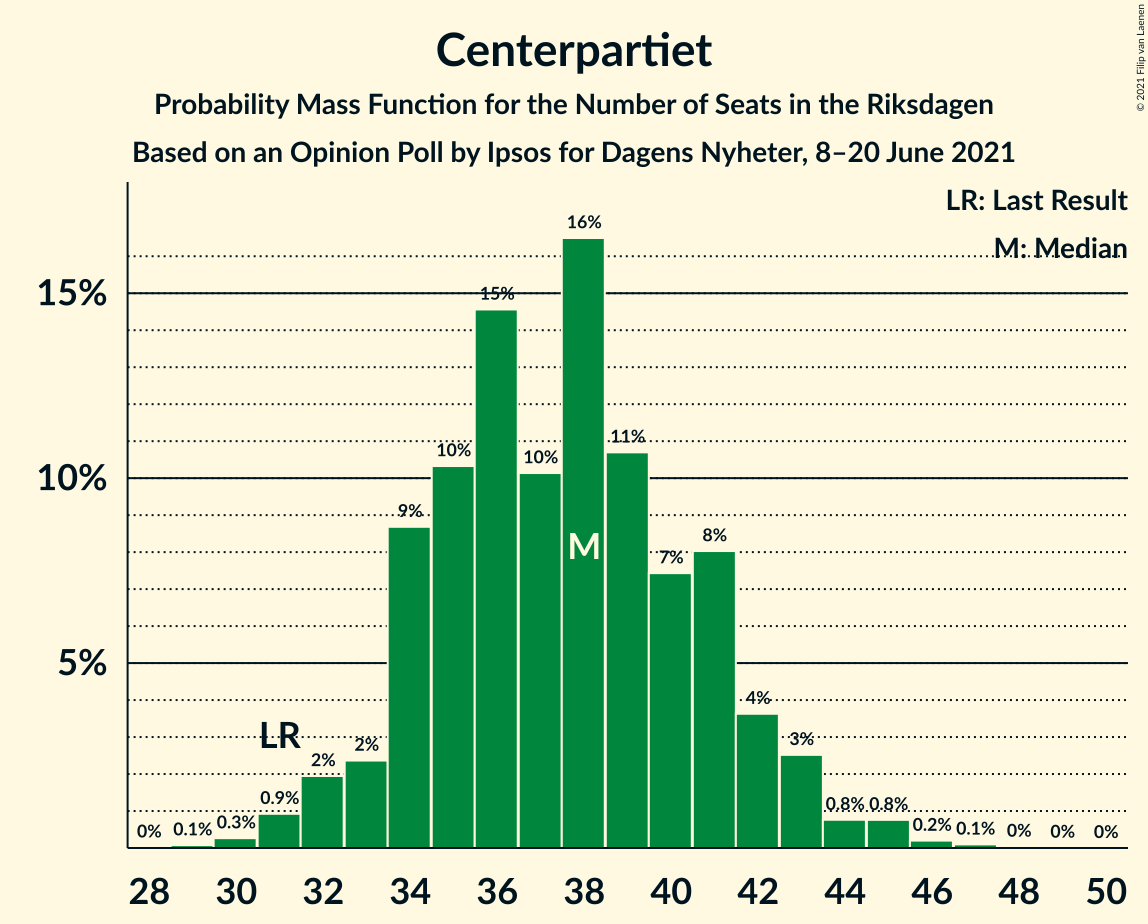 Centerpartiet
Probability Mass Function for the Number of Seats in the Riksdagen
Based on an Opinion Poll by Ipsos for Dagens Nyheter, 8–20 June 2021
© 2021 Filip van Laenen
LR: Last Result
M: Median
15%
10%
5%
0%
0.1%
0.3%
0.9%
LR
2%
2%
9%
10%
15%
10%
16%
M
11%
7%
8%
4%
3%
0.8%
0.8%
0.2%
0.1%
0%
0%
0%
28 30 32 34 36 38 40 42 44 46 48 50